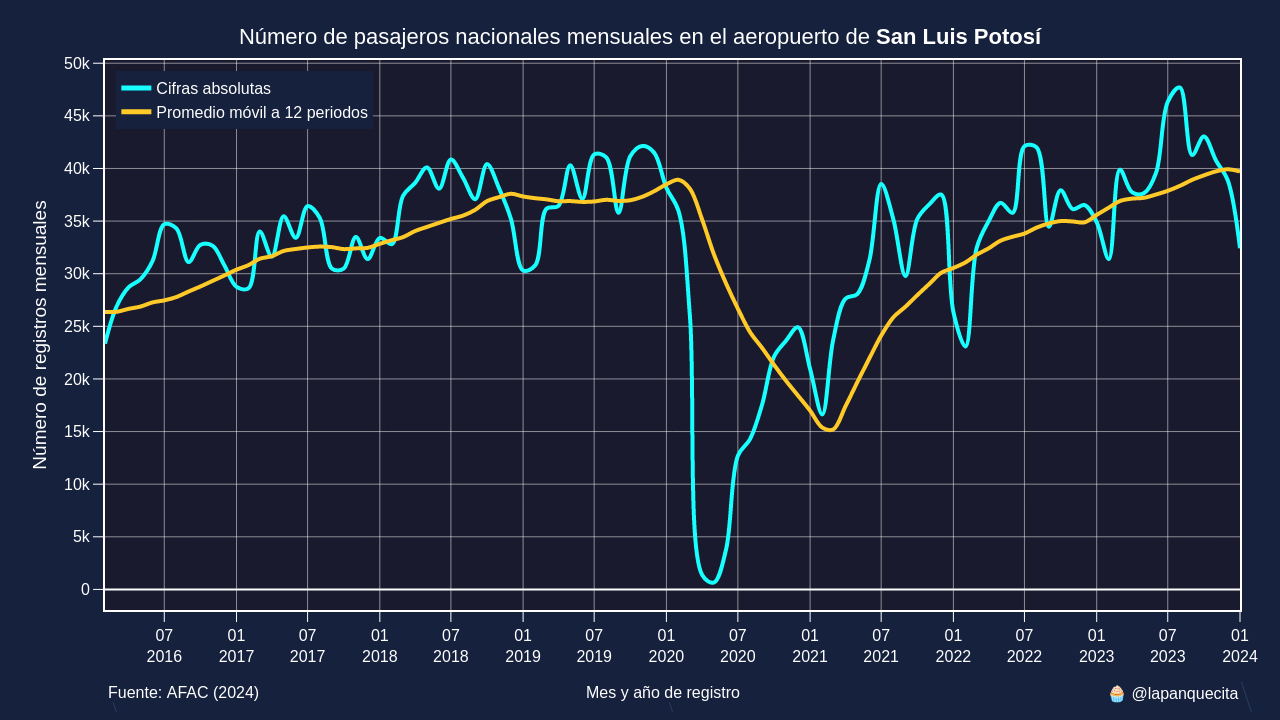 Número de pasajeros nacionales mensuales en el aeropuerto de San Luis Potosí
Cifras absolutas
Promedio móvil a 12 periodos
Número de registros mensuales
50k
45k
40k
35k
30k
25k
20k
15k
10k
5k
0
07 01 07 01 07 01 07 01 07 01 07 01 07 01 07 01
2016 2017 2017 2018 2018 2019 2019 2020 2020 2021 2021 2022 2022 2023 2023 2024
Fuente: AFAC (2024) Mes y año de registro 🧁 @lapanquecita